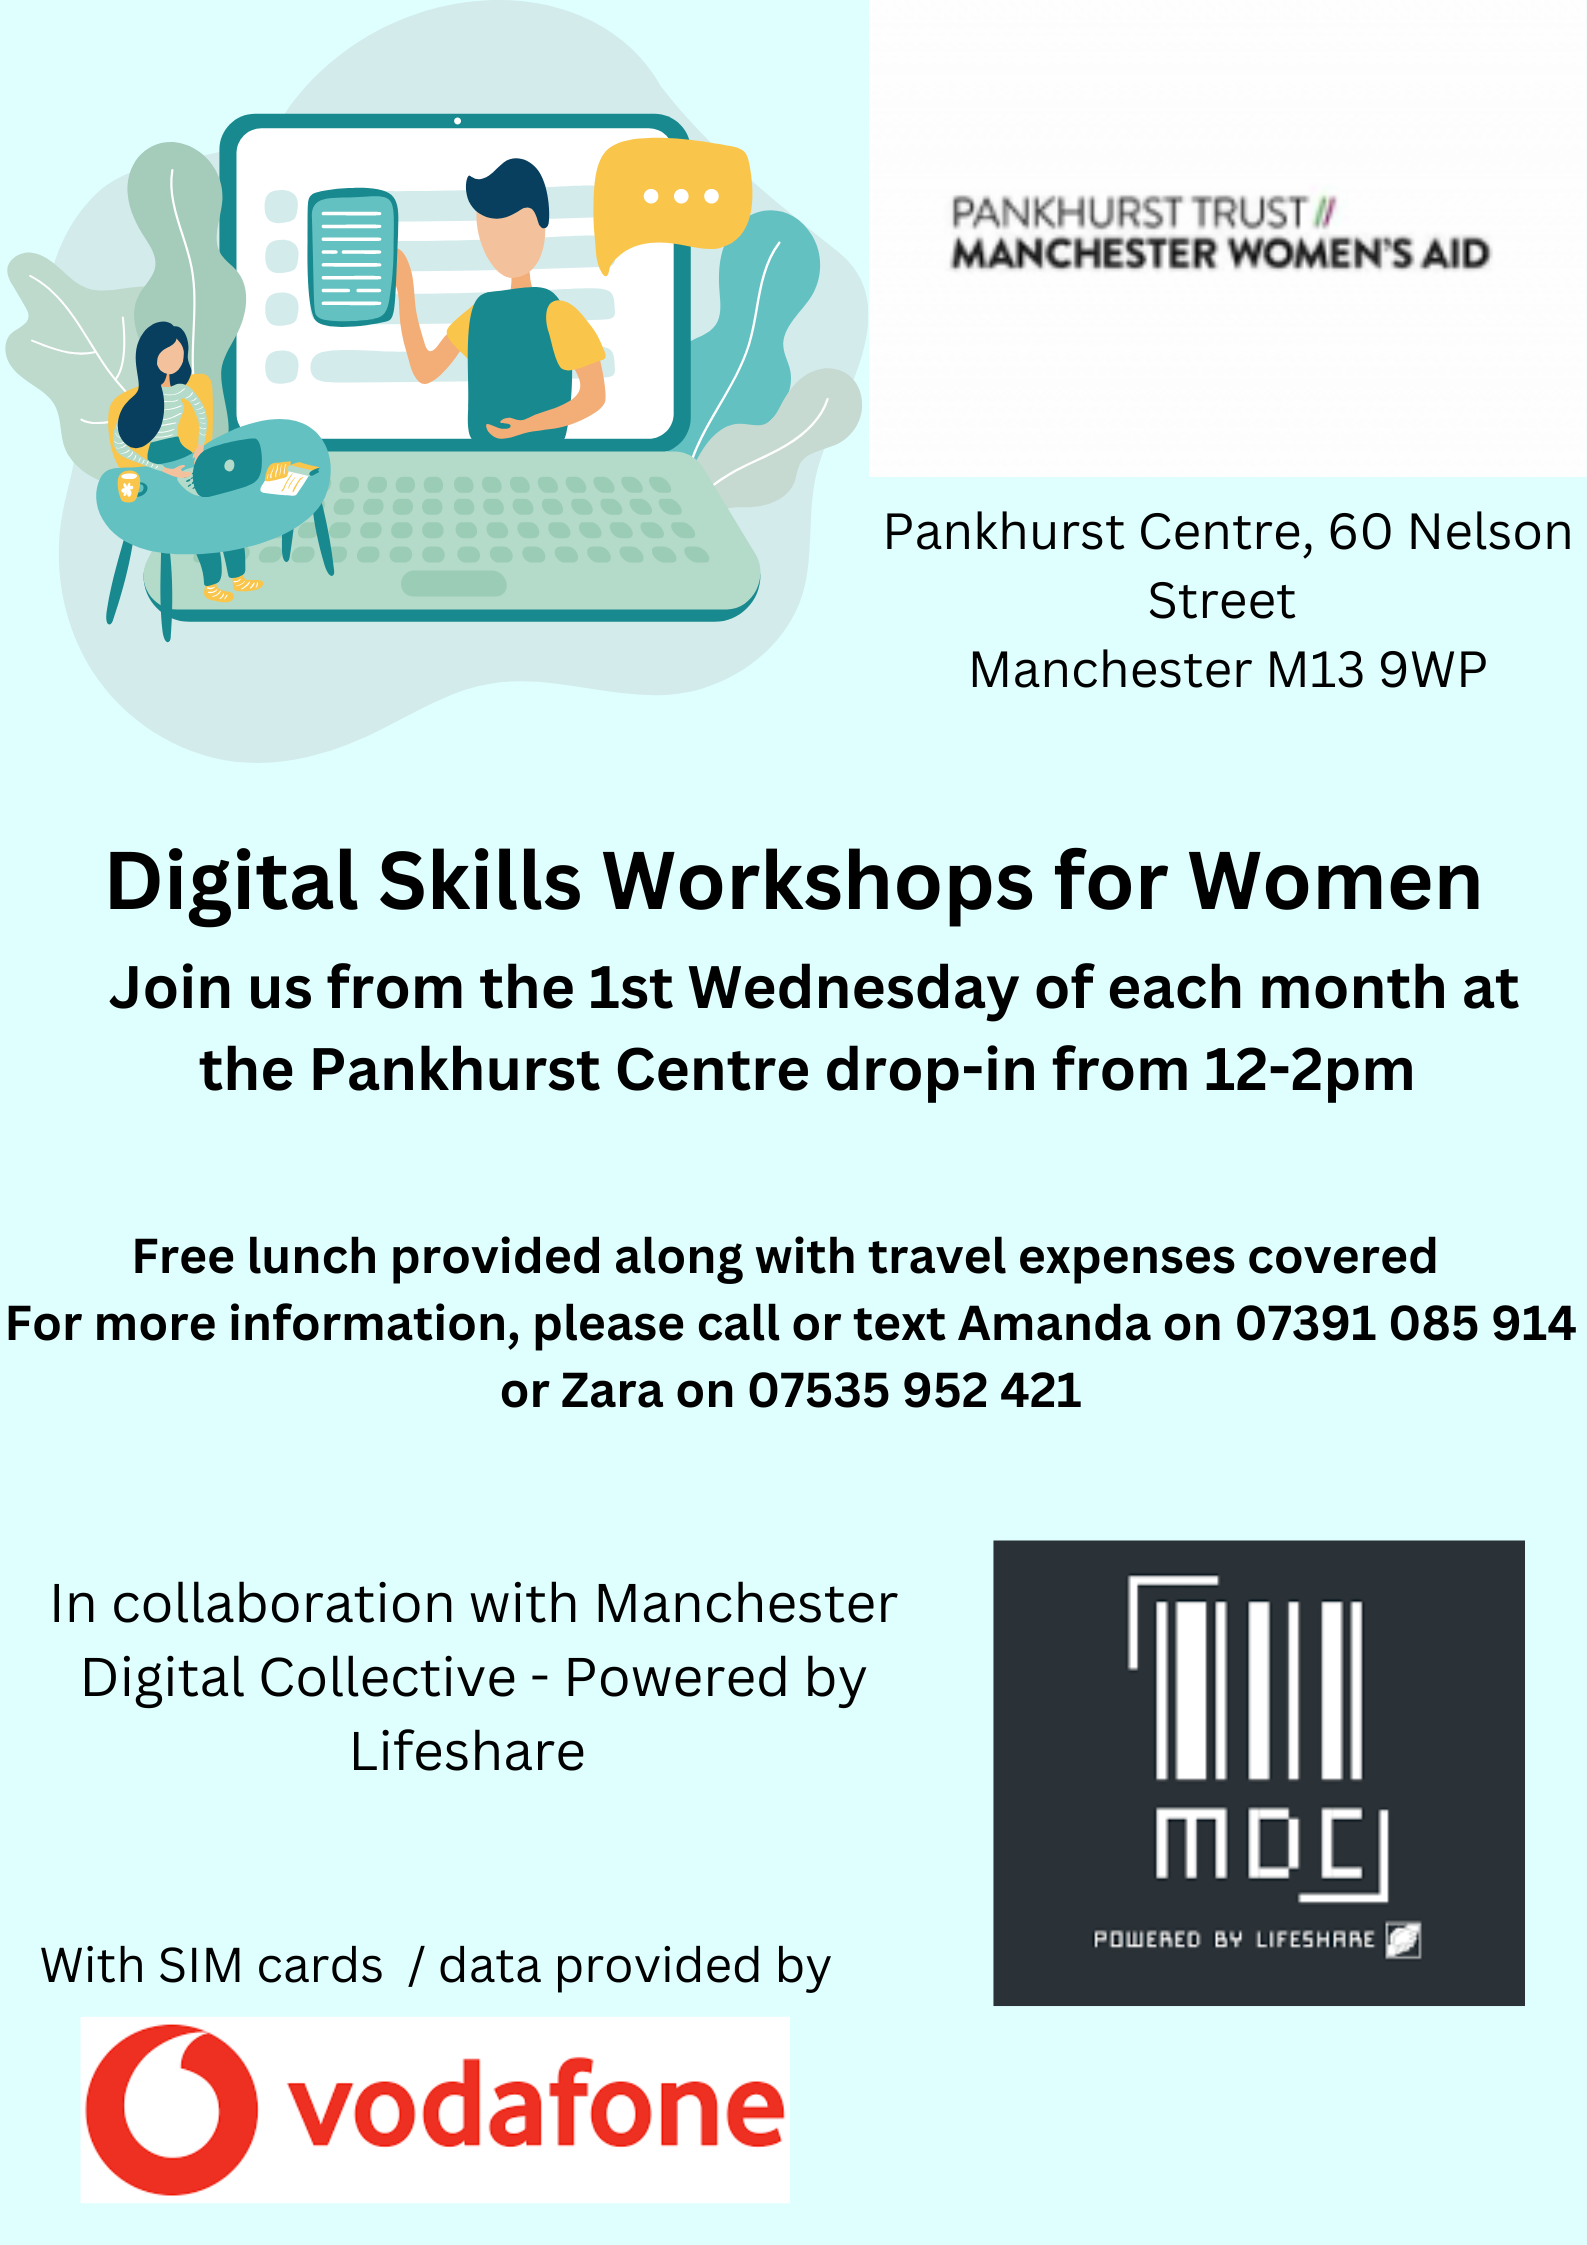 PANKHURST TRUST //
MANCHESTER WOMEN'S AID
Pankhurst Centre, 60 Nelson
Street
Manchester M13 9WP
Digital Skills Workshops for Women
Join us from the 1st Wednesday of each month at
the Pankhurst Centre drop-in from 12-2pm
Free lunch provided along with travel expenses covered
For more information, please call or text Amanda on 07391 085 914
or Zara on 07535 952 421
In collaboration with Manchester
Digital Collective - Powered by
Lifeshare
MDC
POWERED BY LIFESHARE
With SIM cards / data provided by
vodafone